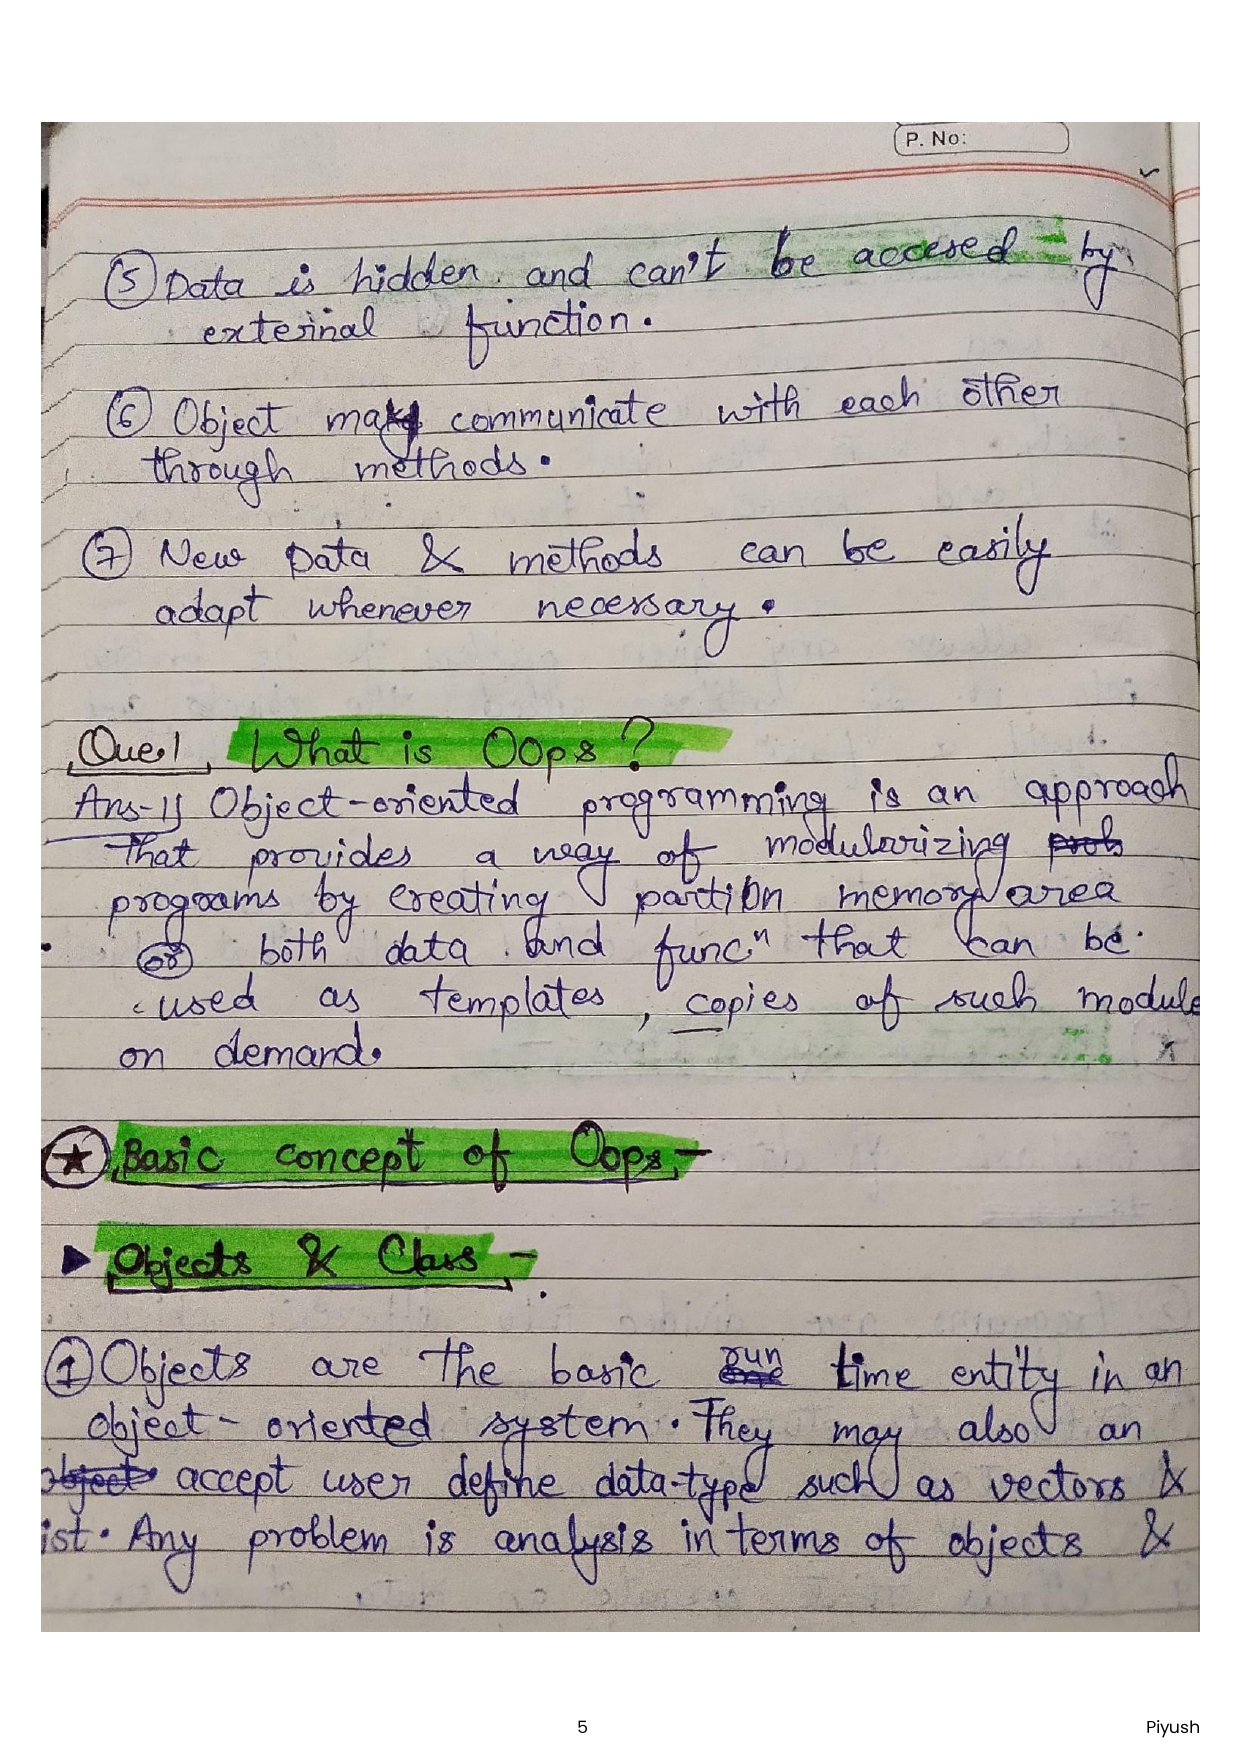 P. No:
⑤ Data is hidden and can't be accesed by
external function.
⑥ Object may communicate with each other
through methods.
⑦ New Data & methods can be easily
adapt whenever necessary.
Que.1 What is Oops?
Ans-1) Object-oriented programming is an approach
that provides a way of modularizing
programs by creating partion memory area
both data and funcⁿ that can be
used as templates, copies of such module
on demand.
★ Basic concept of Oops,-
Objects & Class -
① Objects are the basic run time entity in an
object-oriented system. They may also an
accept user define data-type such as vectors &
ist. Any problem is analysis in terms of objects &
5
Piyush